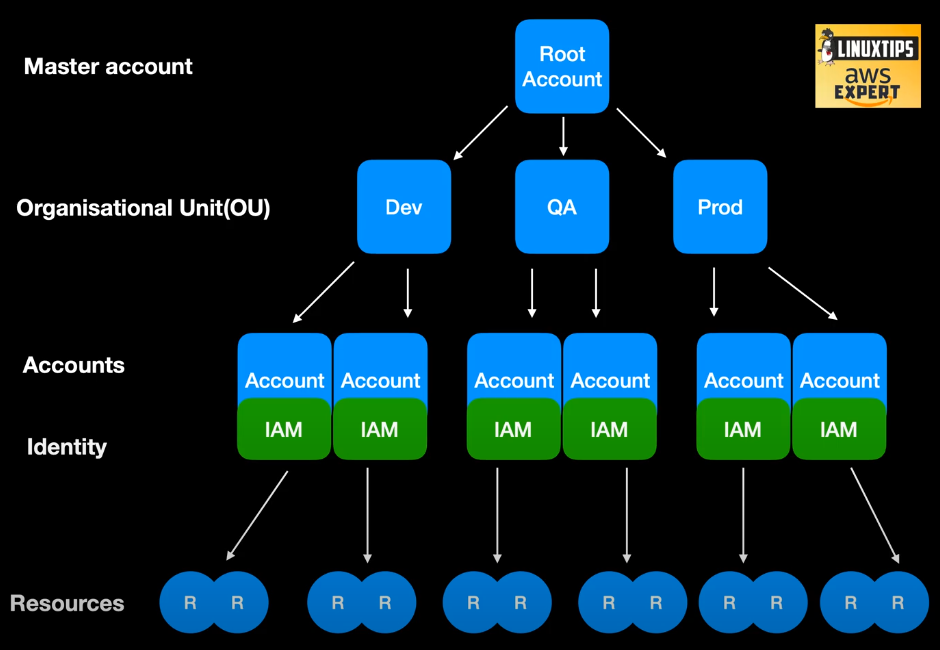 Master account
Root
Account
LINUXTIPS
aws
EXPERT
Organisational Unit(OU)
Dev
QA
Prod
Accounts
Account
Account
Account
Account
Account
Account
Identity
IAM
IAM
IAM
IAM
IAM
IAM
Resources
R R
R R
R R
R R
R R
R R